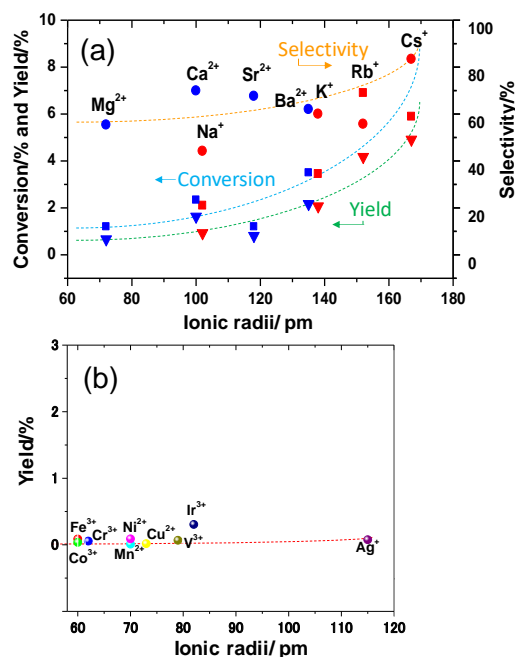 (a)
Conversion/% and Yield/%
Selectivity/%
10
8
6
4
2
0
100
80
60
40
20
0
Selectivity
Conversion
Yield
Mg2+
Ca2+
Na+
Sr2+
Ba2+
K+
Rb+
Cs+
60 80 100 120 140 160 180
Ionic radii/ pm
(b)
Yield/%
3
2
1
0
Fe3+
Co3+
Cr3+
Ni2+
Mn2+
Cu2+
V3+
Ir3+
Ag+
60 70 80 90 100 110 120
Ionic radii/ pm